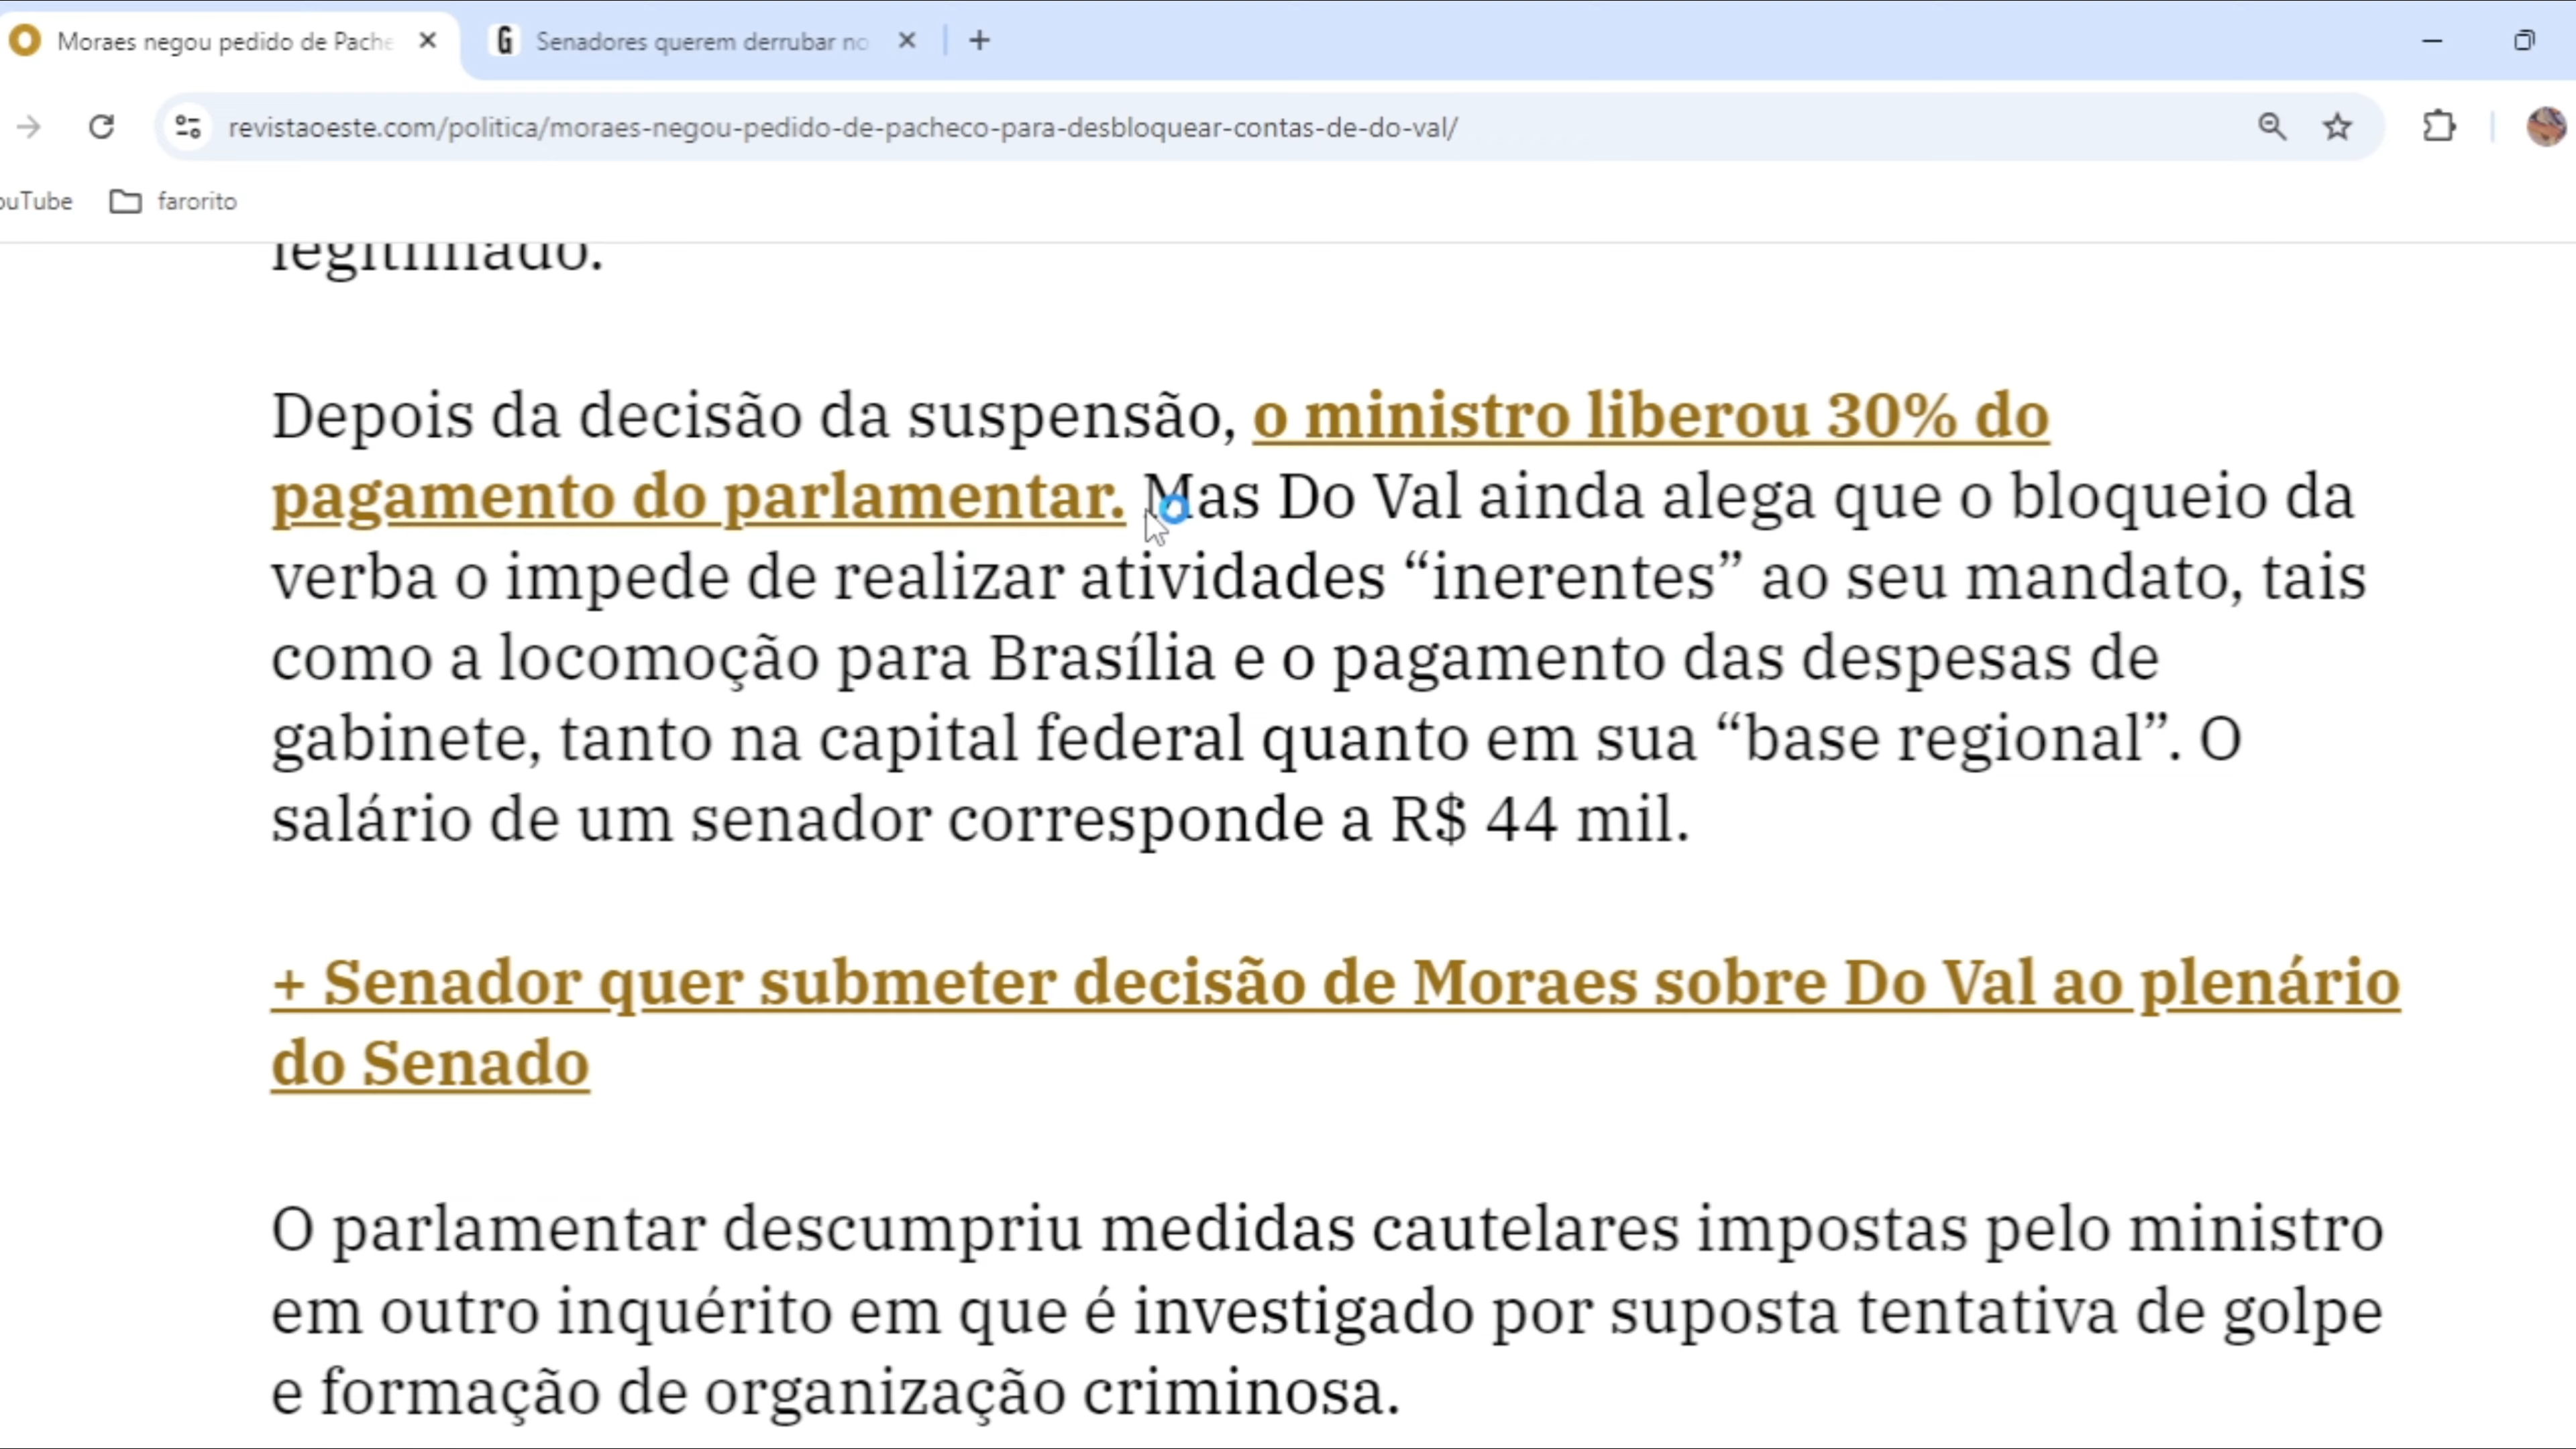 Moraes negou pedido de Pache
Senadores querem derrubar no
revistaoeste.com/politica/moraes-negou-pedido-de-pacheco-para-desbloquear-contas-de-do-val/
ouTube
farorito
legitimado.
Depois da decisão da suspensão, o ministro liberou 30% do
pagamento do parlamentar. Mas Do Val ainda alega que o bloqueio da
verba o impede de realizar atividades “inerentes” ao seu mandato, tais
como a locomoção para Brasília e o pagamento das despesas de
gabinete, tanto na capital federal quanto em sua “base regional”. O
salário de um senador corresponde a R$ 44 mil.
+ Senador quer submeter decisão de Moraes sobre Do Val ao plenário
do Senado
O parlamentar descumpriu medidas cautelares impostas pelo ministro
em outro inquérito em que é investigado por suposta tentativa de golpe
e formação de organização criminosa.